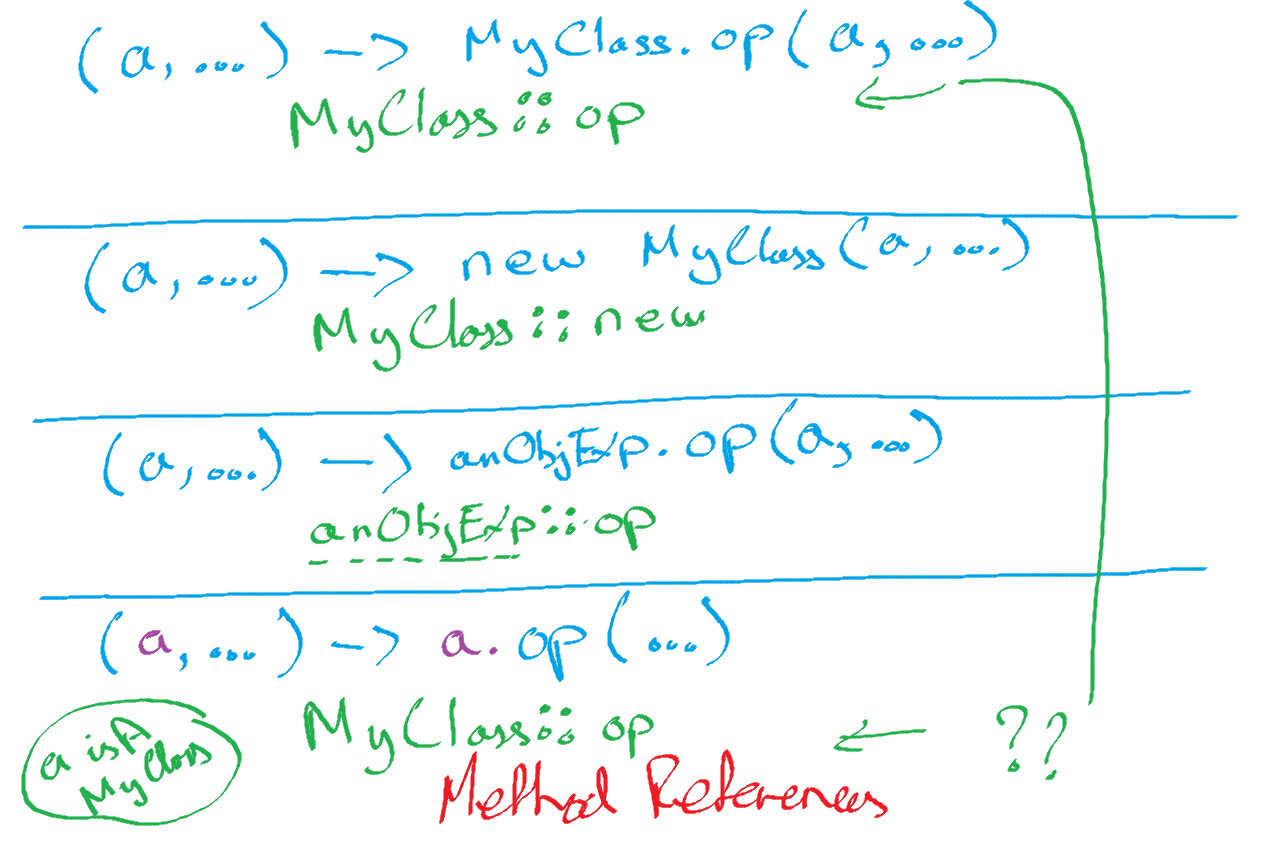 (a, ...) -> MyClass.op(a, ...)
MyClass::op
(a, ...) -> new MyClass(a, ...)
MyClass::new
(a, ...) -> anObjExp.op(a, ...)
anObjExp::op
(a, ...) -> a.op(...)
MyClass::op
??
a isA
MyClass
Method References